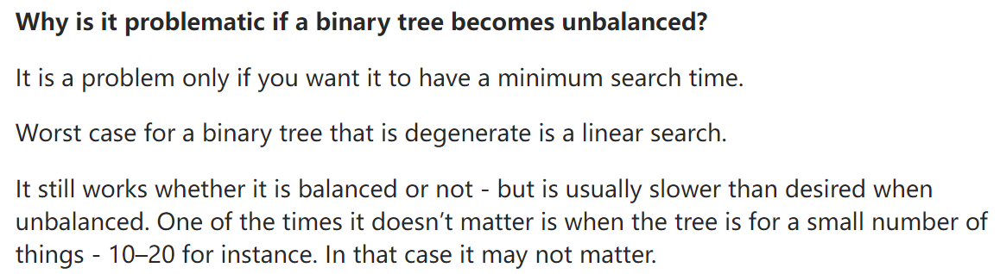 Why is it problematic if a binary tree becomes unbalanced?
It is a problem only if you want it to have a minimum search time.
Worst case for a binary tree that is degenerate is a linear search.
It still works whether it is balanced or not - but is usually slower than desired when
unbalanced. One of the times it doesn’t matter is when the tree is for a small number of
things - 10–20 for instance. In that case it may not matter.